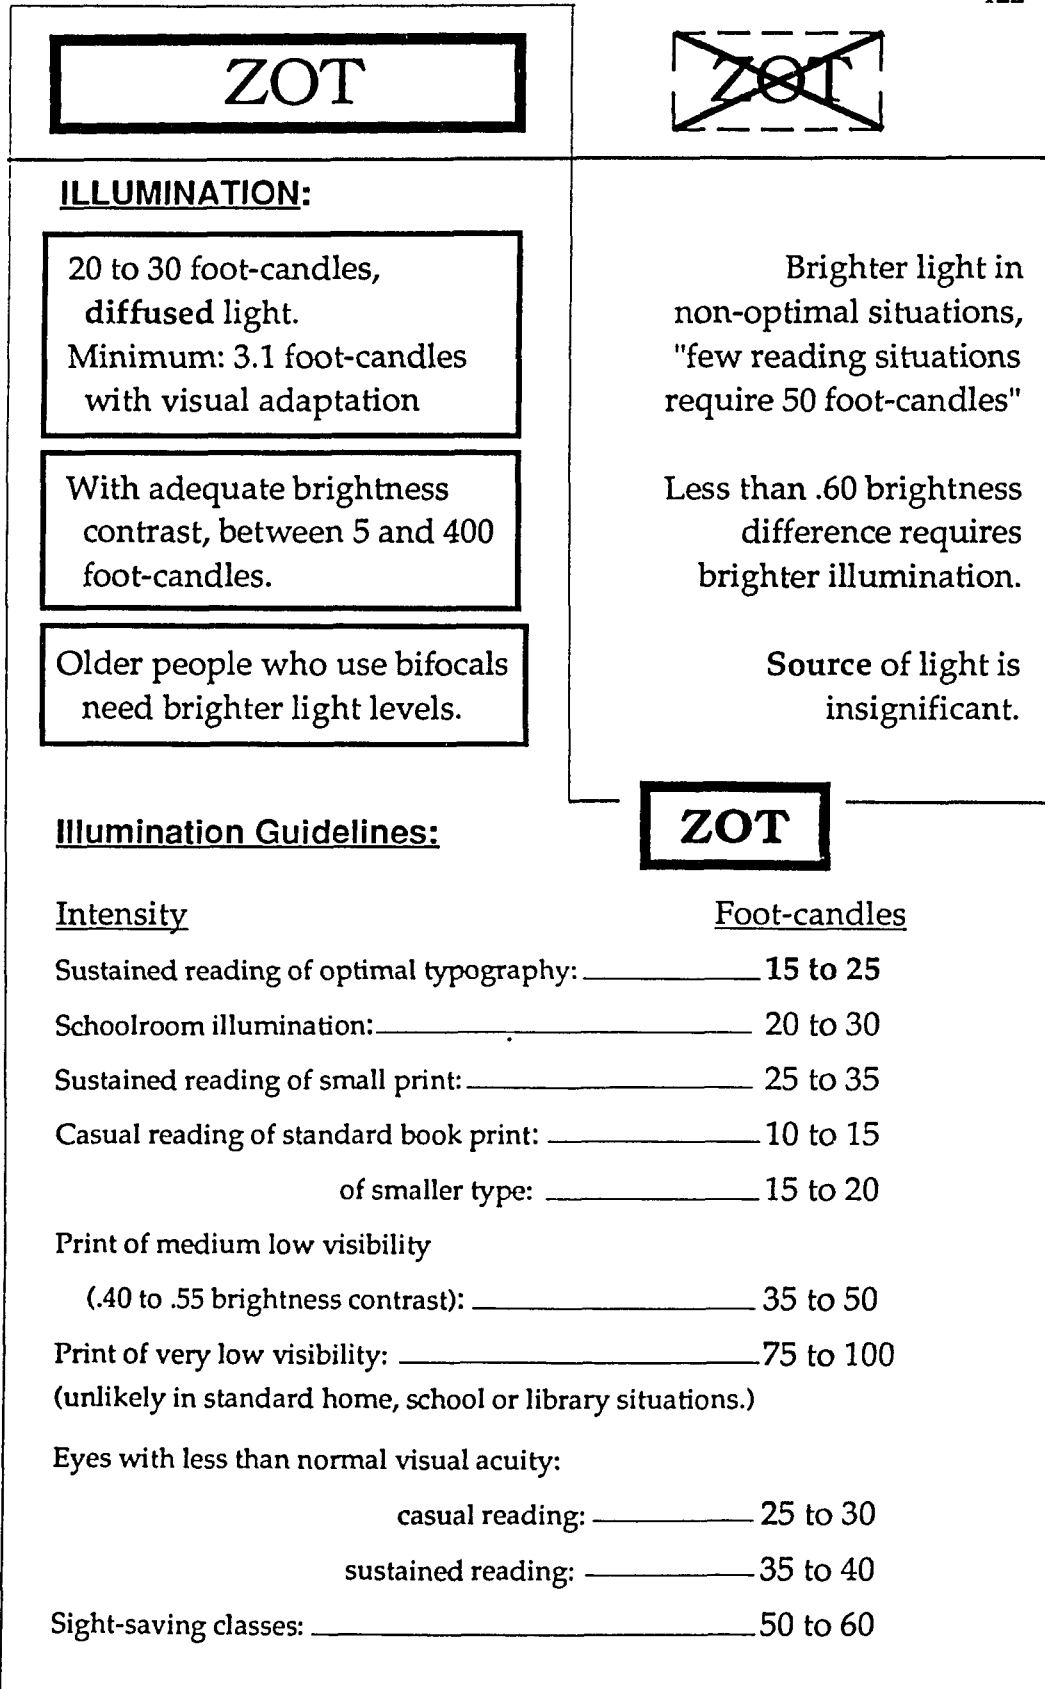 ZOT
ZOT
ILLUMINATION:
20 to 30 foot-candles,
diffused light.
Minimum: 3.1 foot-candles
with visual adaptation
Brighter light in
non-optimal situations,
"few reading situations
require 50 foot-candles"
With adequate brightness
contrast, between 5 and 400
foot-candles.
Less than .60 brightness
difference requires
brighter illumination.
Older people who use bifocals
need brighter light levels.
Source of light is
insignificant.
ZOT
Illumination Guidelines:
Intensity Foot-candles
Sustained reading of optimal typography: 15 to 25
Schoolroom illumination: 20 to 30
Sustained reading of small print: 25 to 35
Casual reading of standard book print: 10 to 15
of smaller type: 15 to 20
Print of medium low visibility
(.40 to .55 brightness contrast): 35 to 50
Print of very low visibility: 75 to 100
(unlikely in standard home, school or library situations.)
Eyes with less than normal visual acuity:
casual reading: 25 to 30
sustained reading: 35 to 40
Sight-saving classes: 50 to 60